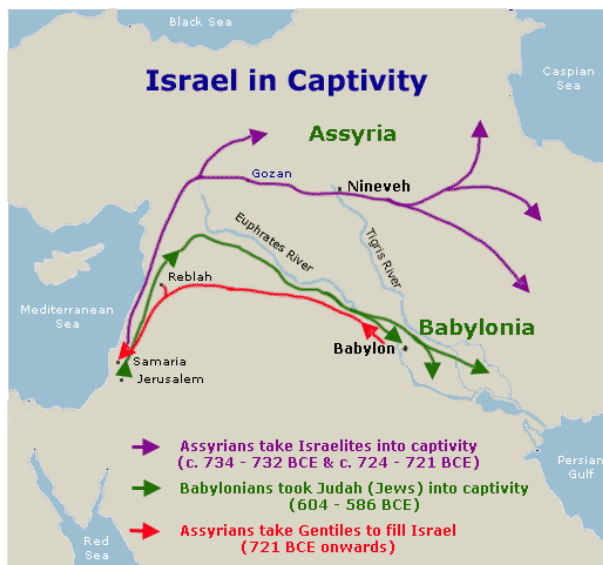 Black Sea
Caspian
Sea
Israel in Captivity
Assyria
Gozan
Nineveh
Euphrates River
Tigris River
Reblah
Mediterranean
Sea
Babylonia
Babylon
Samaria
Jerusalem
Assyrians take Israelites into captivity
(c. 734 - 732 BCE & c. 724 - 721 BCE)
Babylonians took Judah (Jews) into captivity
(604 - 586 BCE)
Assyrians take Gentiles to fill Israel
(721 BCE onwards)
Persian
Gulf
Red
Sea